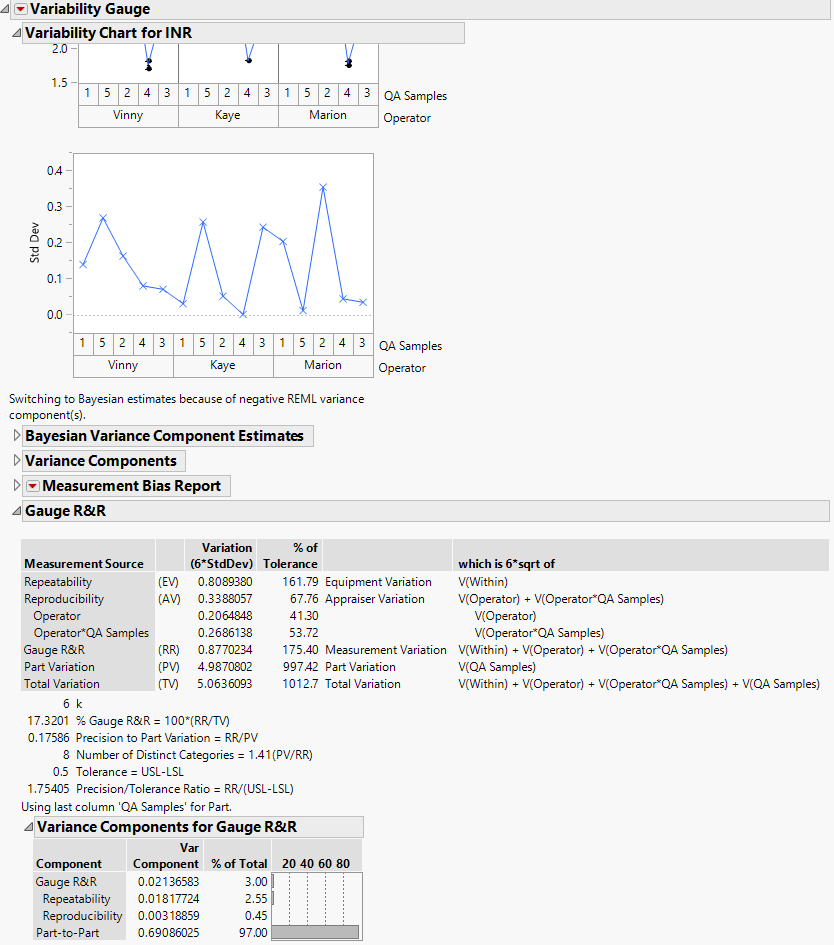 Variability Gauge
Variability Chart for INR
2.0
1.5
1 5 2 4 3 1 5 2 4 3 1 5 2 4 3 QA Samples
Vinny Kaye Marion Operator
0.4
0.3
0.2
0.1
0.0
Std Dev
1 5 2 4 3 1 5 2 4 3 1 5 2 4 3 QA Samples
Vinny Kaye Marion Operator
Switching to Bayesian estimates because of negative REML variance
component(s).
Bayesian Variance Component Estimates
Variance Components
Measurement Bias Report
Gauge R&R
Variation % of
Measurement Source (6*StdDev) Tolerance which is 6*sqrt of
Repeatability (EV) 0.8089380 161.79 Equipment Variation V(Within)
Reproducibility (AV) 0.3388057 67.76 Appraiser Variation V(Operator) + V(Operator*QA Samples)
Operator 0.2064848 41.30 V(Operator)
Operator*QA Samples 0.2686138 53.72 V(Operator*QA Samples)
Gauge R&R (RR) 0.8770234 175.40 Measurement Variation V(Within) + V(Operator) + V(Operator*QA Samples)
Part Variation (PV) 4.9870802 997.42 Part Variation V(QA Samples)
Total Variation (TV) 5.0636093 1012.7 Total Variation V(Within) + V(Operator) + V(Operator*QA Samples) + V(QA Samples)
6 k
17.3201 % Gauge R&R = 100*(RR/TV)
0.17586 Precision to Part Variation = RR/PV
8 Number of Distinct Categories = 1.41(PV/RR)
0.5 Tolerance = USL-LSL
1.75405 Precision/Tolerance Ratio = RR/(USL-LSL)
Using last column 'QA Samples' for Part.
Variance Components for Gauge R&R
Var
Component Component % of Total 20 40 60 80
Gauge R&R 0.02136583 3.00
Repeatability 0.01817724 2.55
Reproducibility 0.00318859 0.45
Part-to-Part 0.69086025 97.00